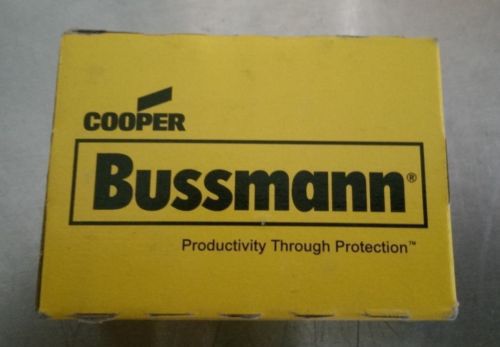 COOPER
Bussmann®
Productivity Through Protection™